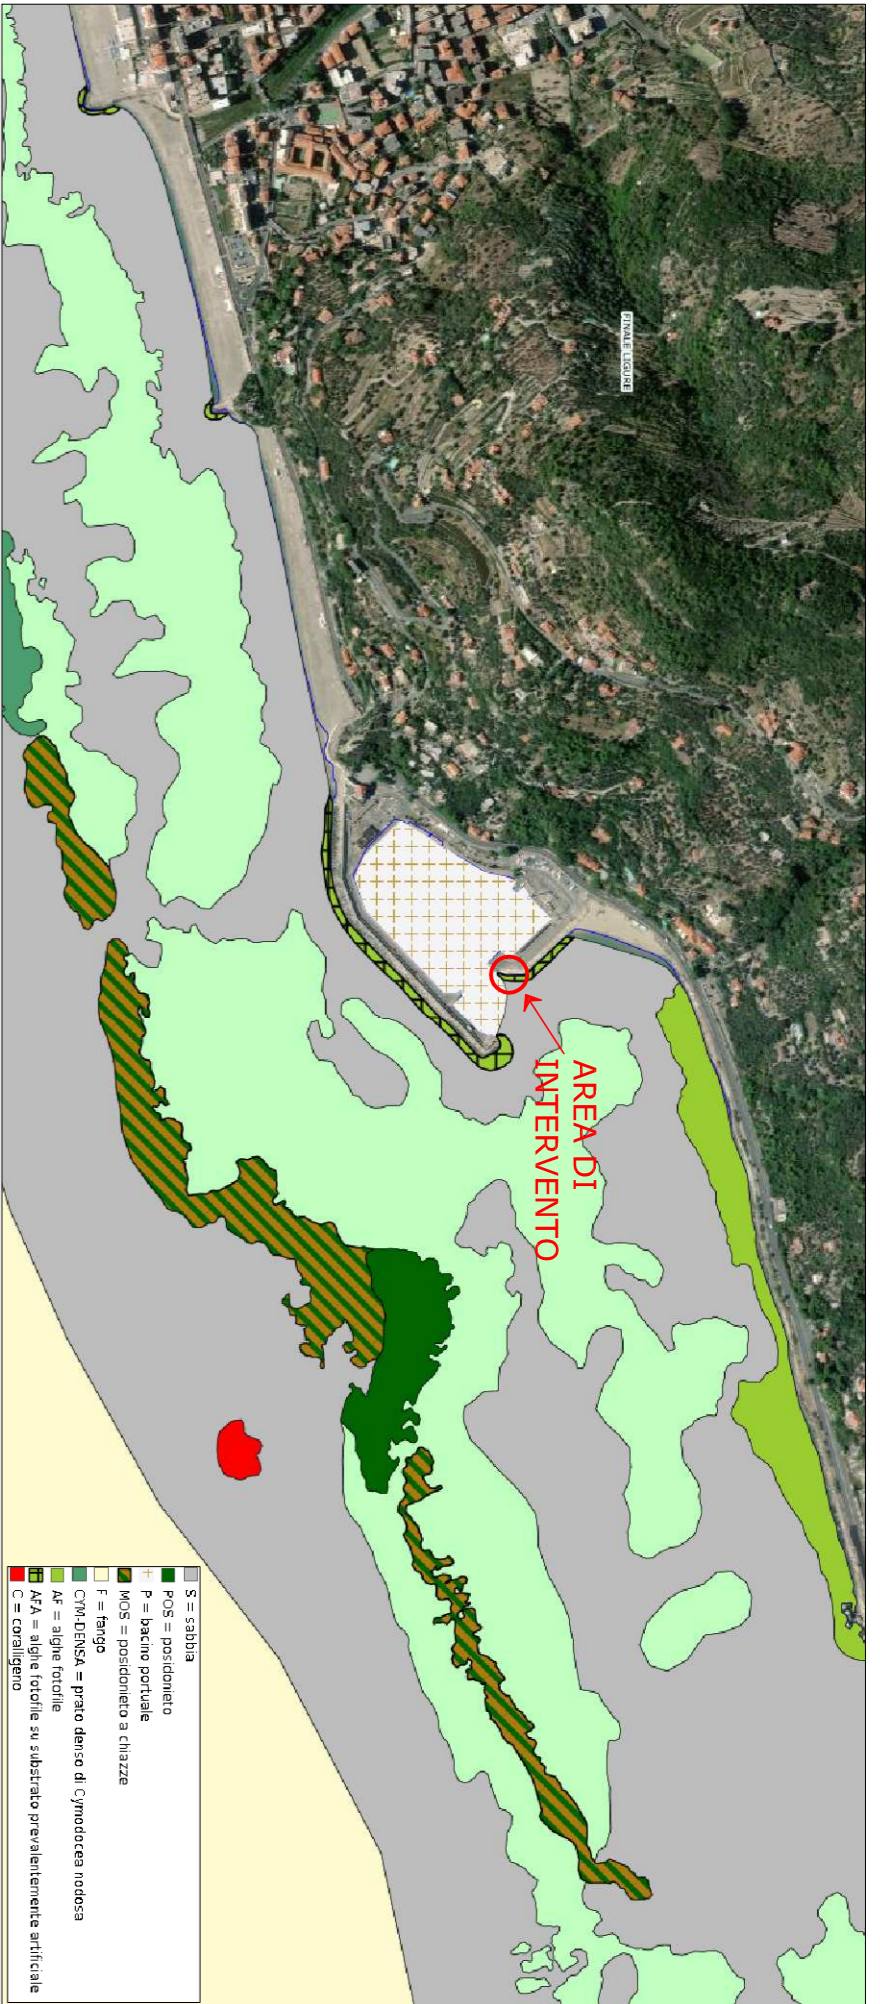 FINALE LIGURE
AREA DI
INTERVENTO
S = sabbia
POS = posidonieto
P = bacino portuale
MOS = posidonieto a chiazze
F = fango
CYM-DENSA = prato denso di Cymodocea nodosa
AF = alghe fotofile
AFA = alghe fotofile su substrato prevalentemente artificiale
C = coralligeno